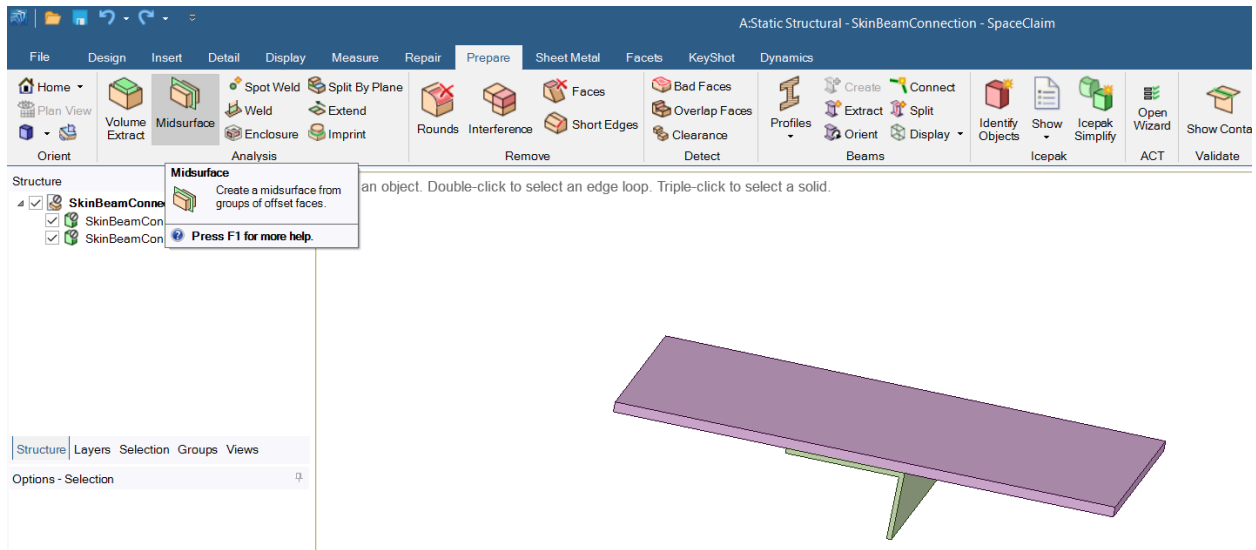 A:Static Structural - SkinBeamConnection - SpaceClaim
File Design Insert Detail Display Measure Repair Prepare Sheet Metal Facets KeyShot Dynamics
Home
Plan View
Orient
Volume Extract
Midsurface
Spot Weld
Weld
Enclosure
Split By Plane
Extend
Imprint
Analysis
Rounds
Interference
Faces
Short Edges
Remove
Bad Faces
Overlap Faces
Clearance
Detect
Profiles
Create
Extract
Orient
Connect
Split
Display
Beams
Identify Objects
Show
Icepak Simplify
Icepak
Open Wizard
ACT
Show Conta
Validate
Structure
SkinBeamConne
SkinBeamCon
SkinBeamCon
Midsurface
Create a midsurface from
groups of offset faces.
Press F1 for more help.
an object. Double-click to select an edge loop. Triple-click to select a solid.
Structure Layers Selection Groups Views
Options - Selection